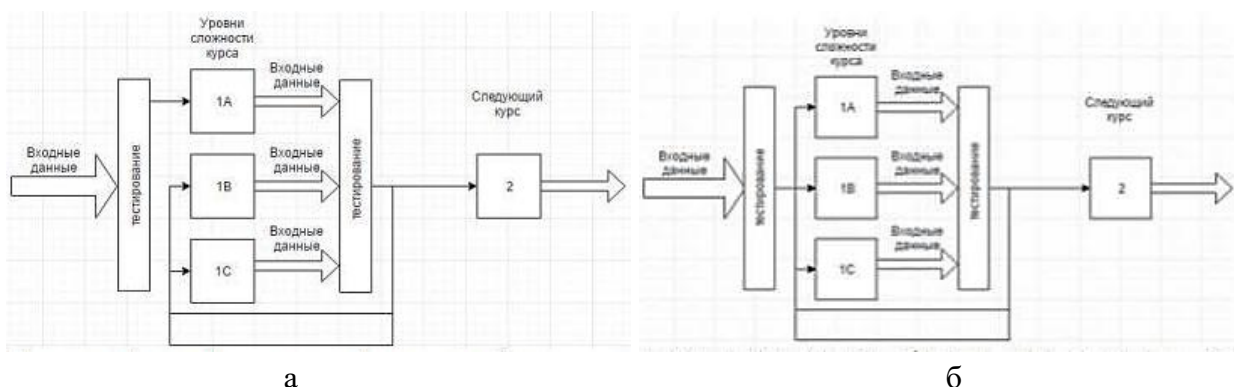 Уровни
сложности
курса
Входные
данные
1A
Следующий
курс
Входные
данные
тестирование
Входные
данные
1B
тестирование
2
Входные
данные
1C
а
Уровни
сложности
курса
Входные
данные
1A
Следующий
курс
Входные
данные
тестирование
Входные
данные
1B
тестирование
2
Входные
данные
1C
б